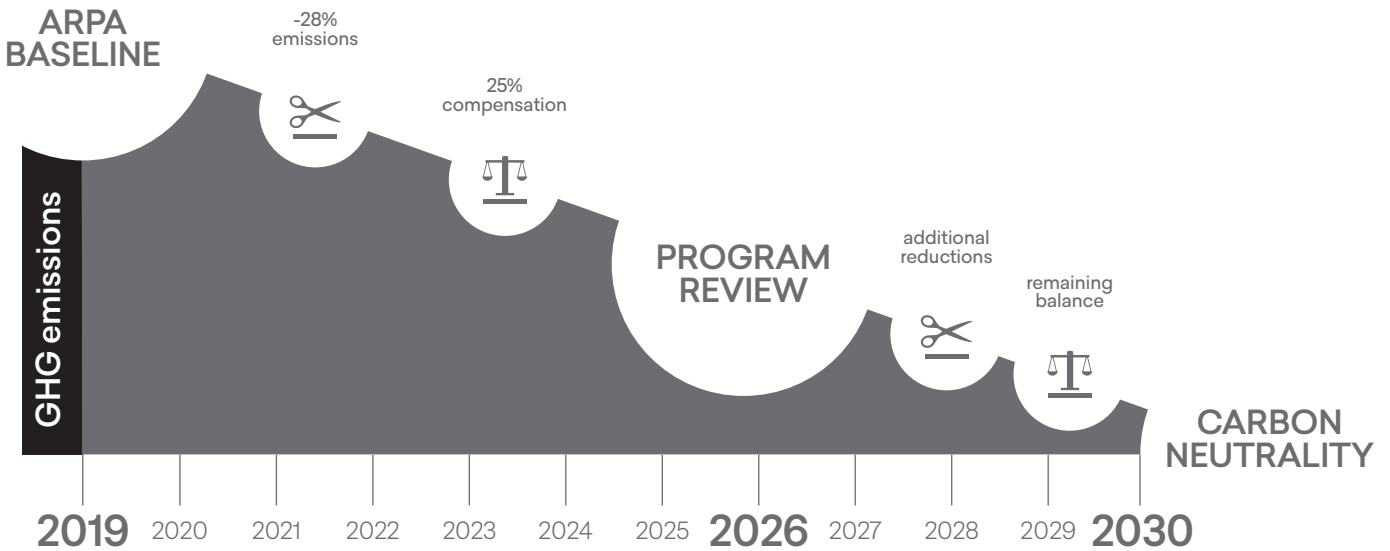 ARPA
BASELINE
-28%
emissions
25%
compensation
PROGRAM
REVIEW
additional
reductions
remaining
balance
CARBON
NEUTRALITY
GHG emissions
2019 2020 2021 2022 2023 2024 2025 2026 2027 2028 2029 2030